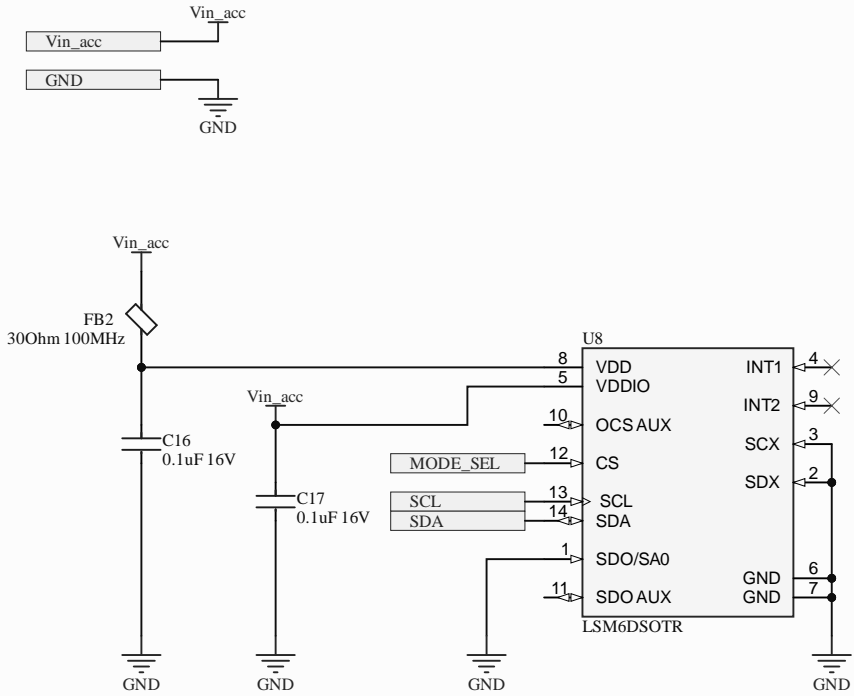 Vin_acc
Vin_acc
GND
GND
Vin_acc
FB2
30Ohm 100MHz
U8
8 VDD
INT1 4
5 VDDIO
Vin_acc
INT2 9
10 OCS AUX
C16
0.1uF 16V
SCX 3
MODE_SEL 12 CS
SDX 2
C17
0.1uF 16V
SCL 13 SCL
SDA 14 SDA
1 SDO/SA0
GND 6
11 SDO AUX
GND 7
LSM6DSOTR
GND
GND
GND
GND